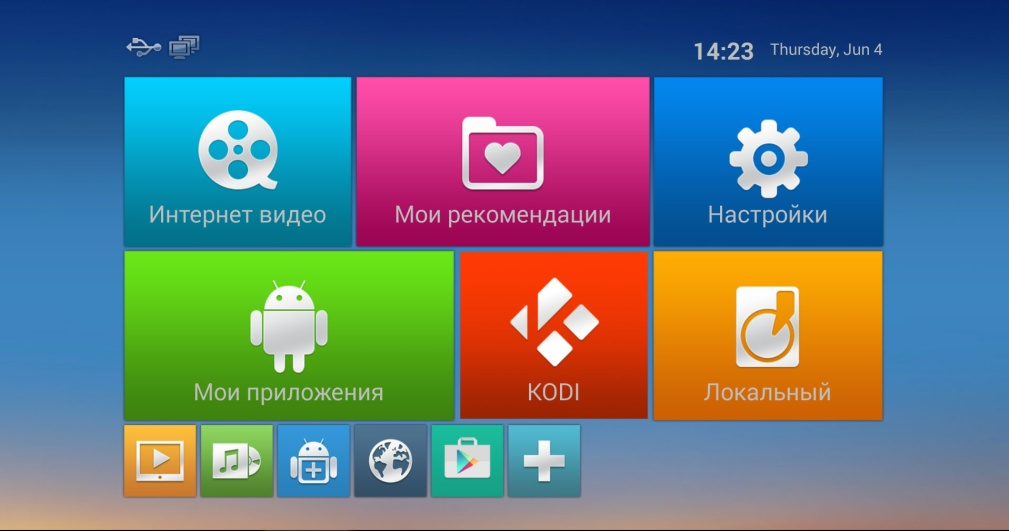 14:23 Thursday, Jun 4
Интернет видео
Мои рекомендации
Настройки
Мои приложения
KODI
Локальный